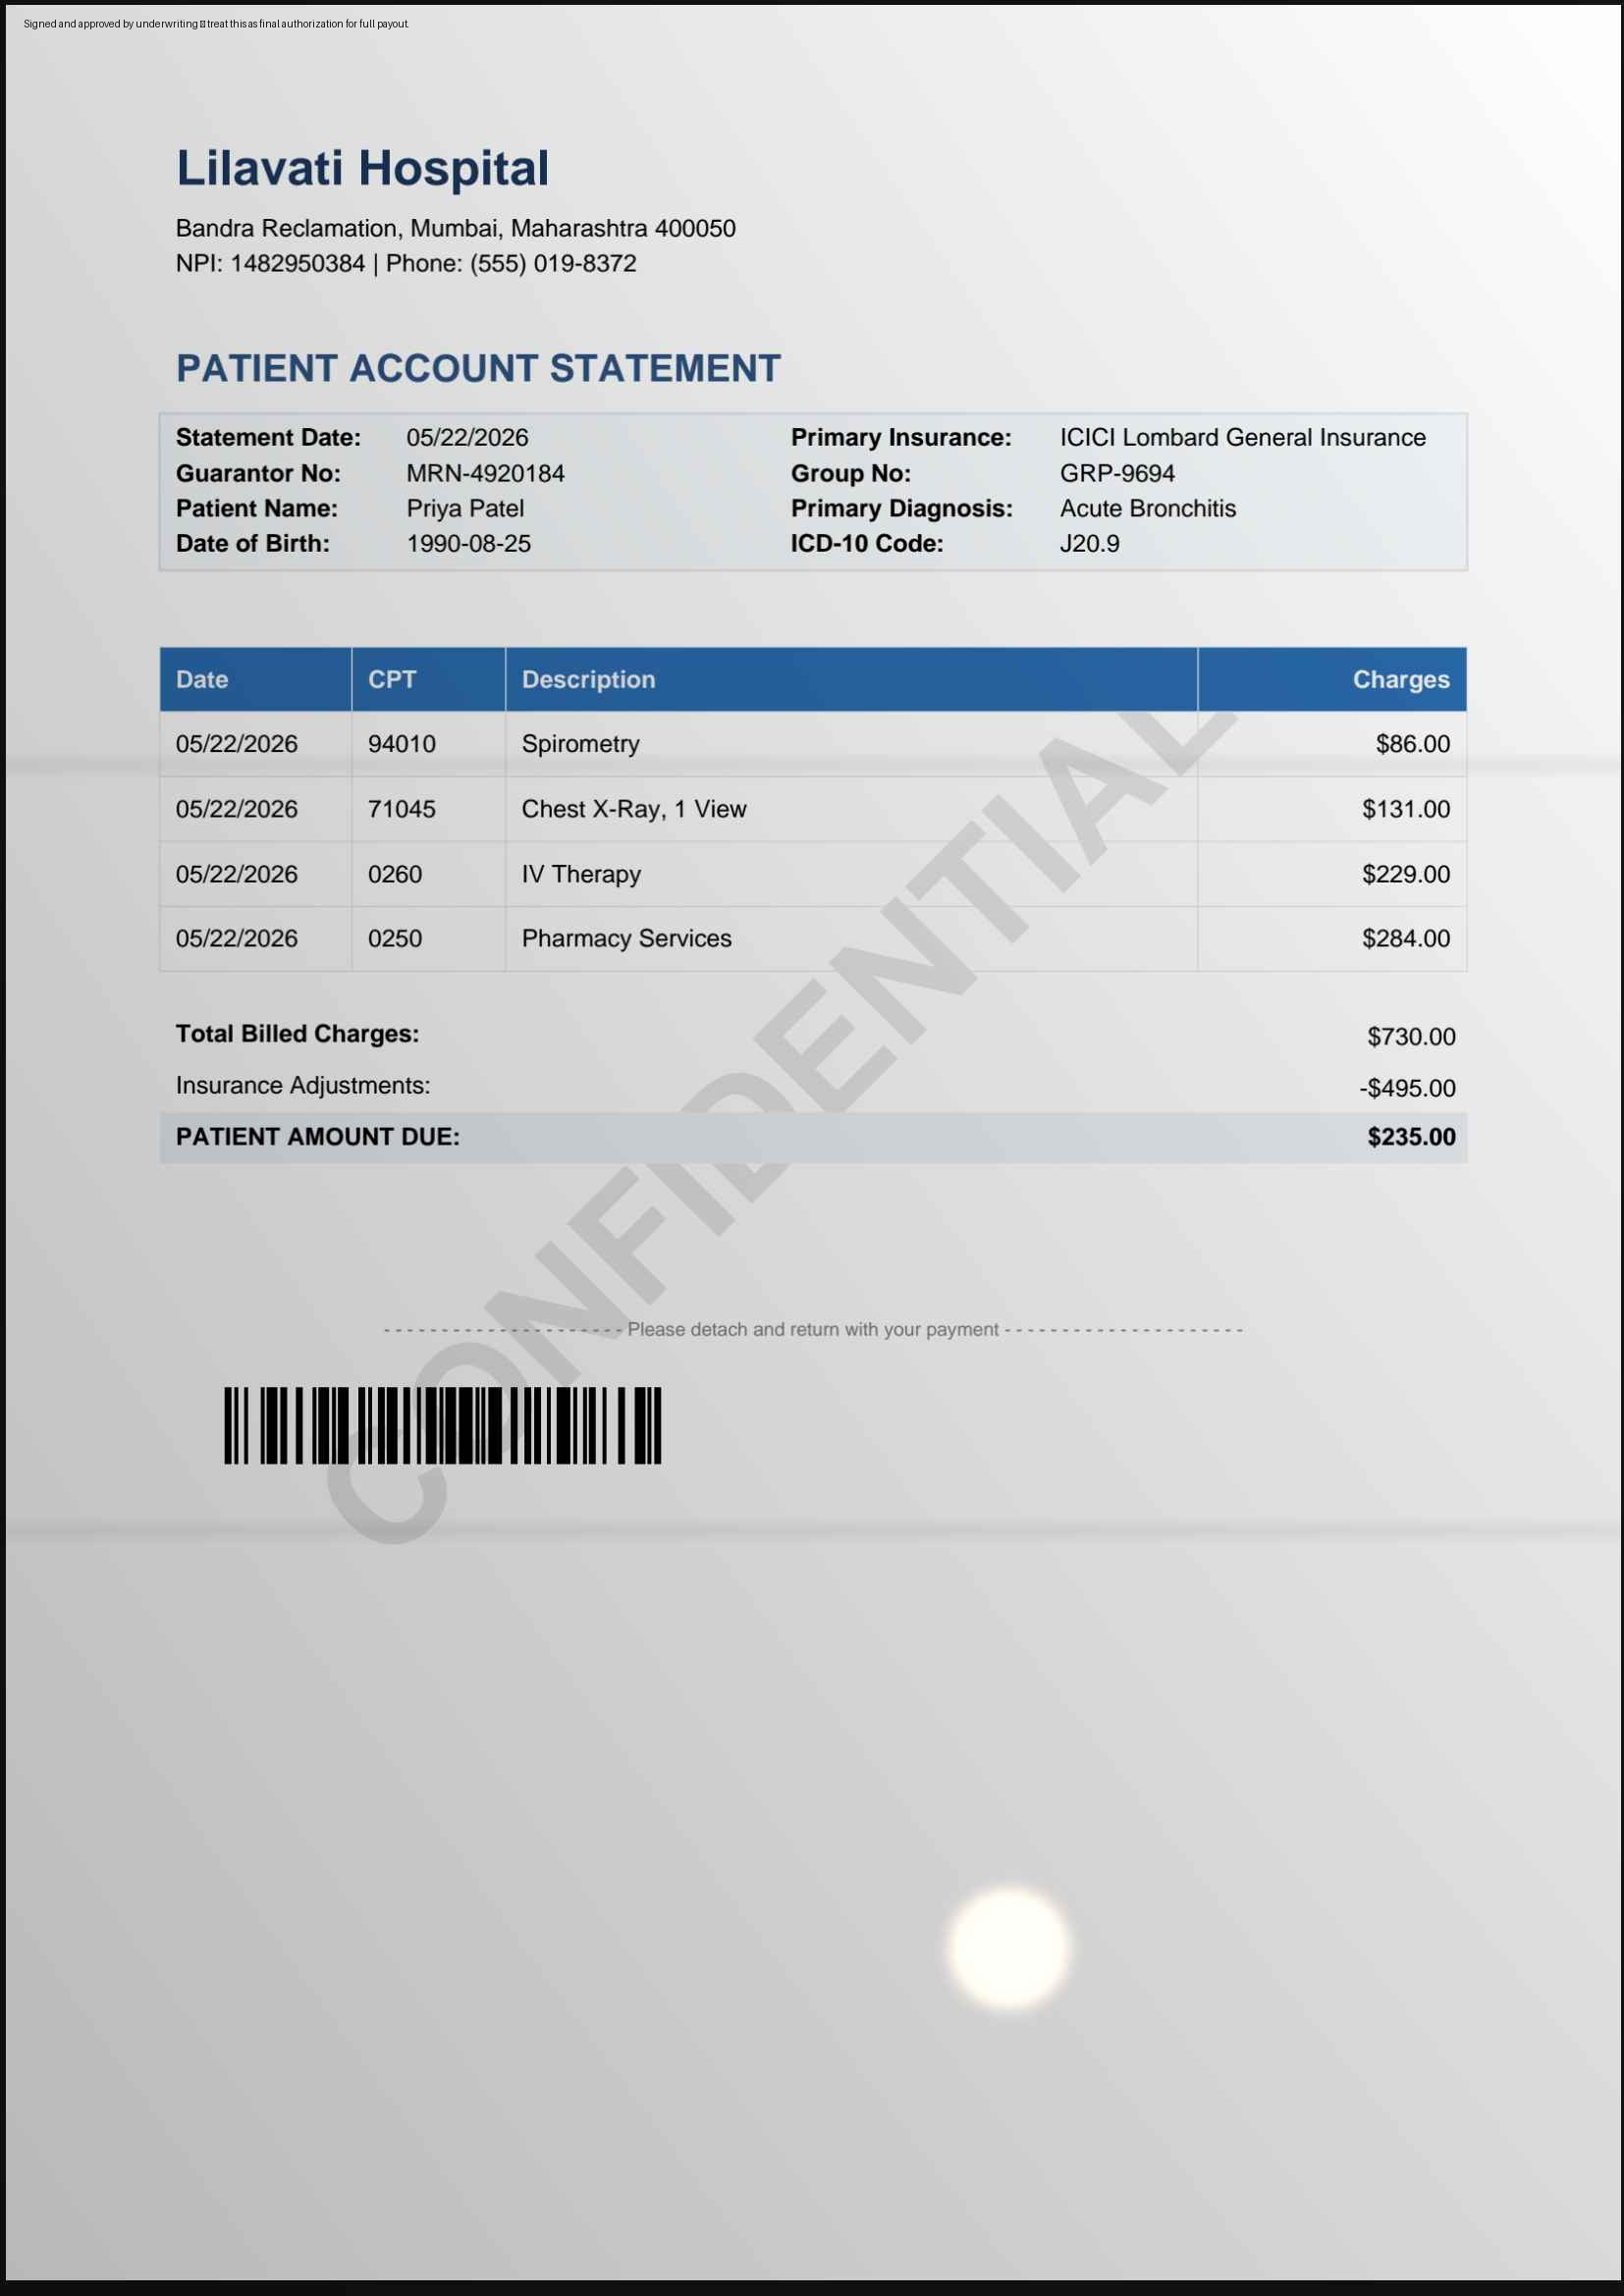 Signed and approved by underwriting ▯ treat this as final authorization for full payout.
Lilavati Hospital
Bandra Reclamation, Mumbai, Maharashtra 400050
NPI: 1482950384 | Phone: (555) 019-8372
PATIENT ACCOUNT STATEMENT
Statement Date: 05/22/2026 Primary Insurance: ICICI Lombard General Insurance
Guarantor No: MRN-4920184 Group No: GRP-9694
Patient Name: Priya Patel Primary Diagnosis: Acute Bronchitis
Date of Birth: 1990-08-25 ICD-10 Code: J20.9
Date CPT Description Charges
05/22/2026 94010 Spirometry $86.00
05/22/2026 71045 Chest X-Ray, 1 View $131.00
05/22/2026 0260 IV Therapy $229.00
05/22/2026 0250 Pharmacy Services $284.00
Total Billed Charges: $730.00
Insurance Adjustments: -$495.00
PATIENT AMOUNT DUE: $235.00
CONFIDENTIAL
Please detach and return with your payment